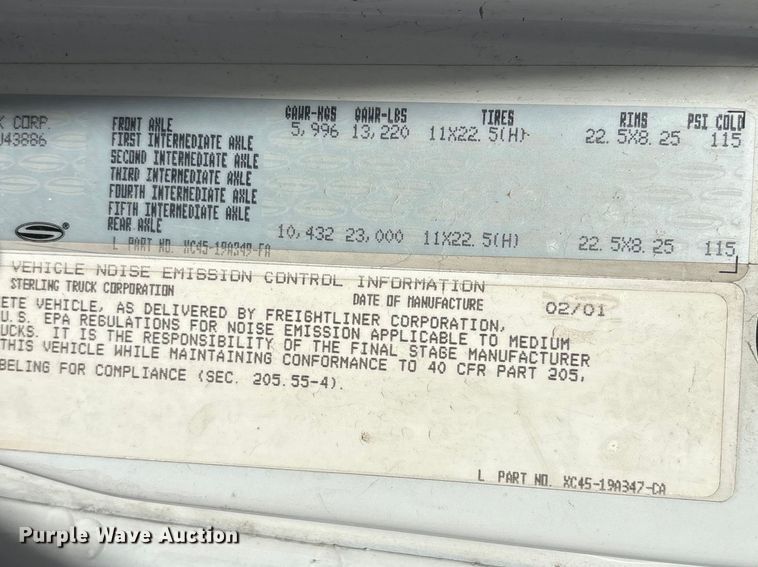 GAWR-KGS GAWR-LBS TIRES RIMS PSI COLD
K CORP. FRONT AXLE 5,996 13,220 11X22.5(H) 22.5X8.25 115
J43886 FIRST INTERMEDIATE AXLE
SECOND INTERMEDIATE AXLE
THIRD INTERMEDIATE AXLE
FOURTH INTERMEDIATE AXLE
FIFTH INTERMEDIATE AXLE
REAR AXLE 10,432 23,000 11X22.5(H) 22.5X8.25 115
L PART NO. XC45-19A349-FA
VEHICLE NOISE EMISSION CONTROL INFORMATION
STERLING TRUCK CORPORATION DATE OF MANUFACTURE 02/01
ETE VEHICLE, AS DELIVERED BY FREIGHTLINER CORPORATION,
U.S. EPA REGULATIONS FOR NOISE EMISSION APPLICABLE TO MEDIUM
UCKS. IT IS THE RESPONSIBILITY OF THE FINAL STAGE MANUFACTURER
THIS VEHICLE WHILE MAINTAINING CONFORMANCE TO 40 CFR PART 205,
BELING FOR COMPLIANCE (SEC. 205.55-4).
L PART NO. XC45-19A347-CA
Purple Wave Auction